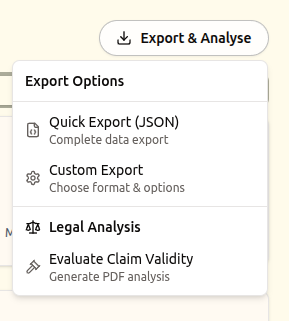 Export & Analyse
Export Options
Quick Export (JSON)
Complete data export
Custom Export
Choose format & options
Legal Analysis
Evaluate Claim Validity
Generate PDF analysis